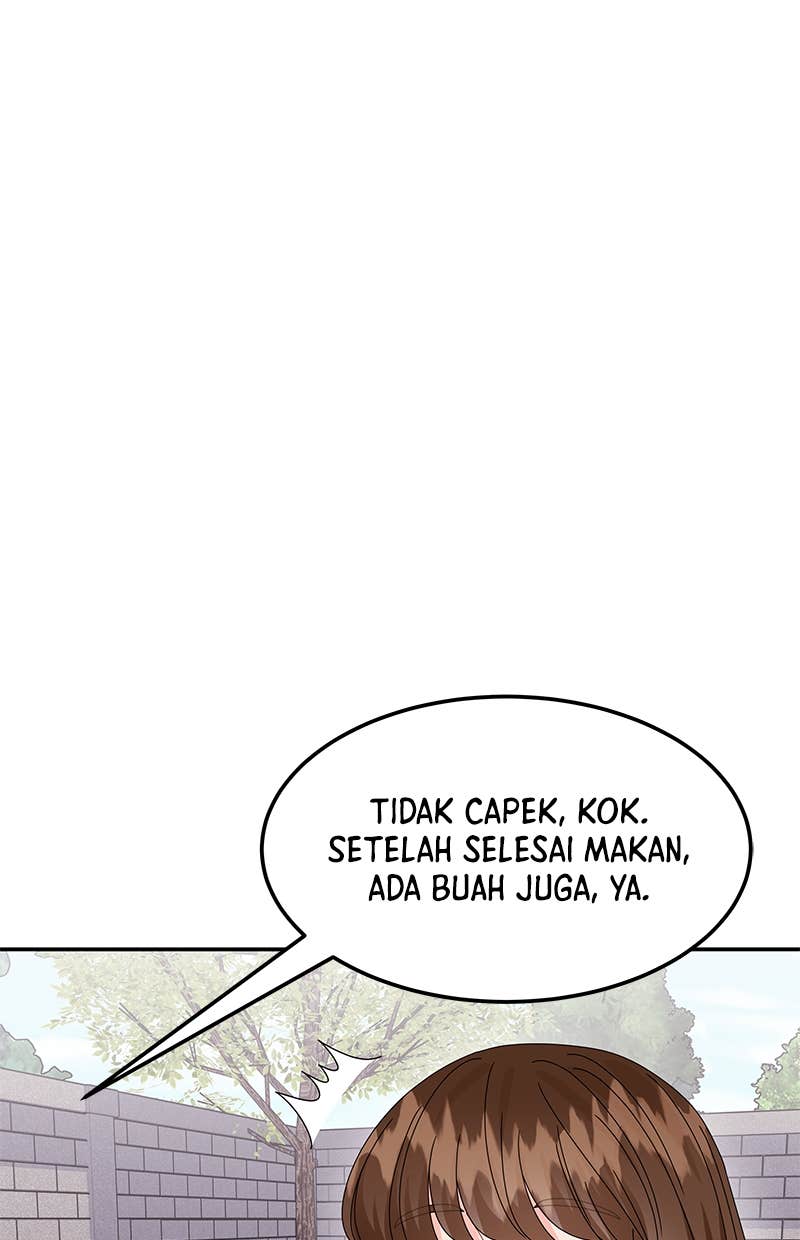 TIDAK CAPEK, KOK.
SETELAH SELESAI MAKAN,
ADA BUAH JUGA, YA.